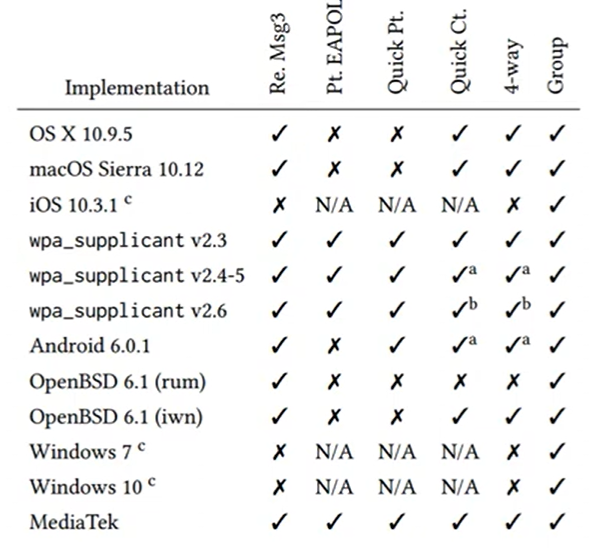 Implementation Re. Msg3 Pt. EAPOL Quick Pt. Quick Ct. 4-way Group
OS X 10.9.5 ✓ ✗ ✗ ✓ ✓ ✓
macOS Sierra 10.12 ✓ ✗ ✗ ✓ ✓ ✓
iOS 10.3.1 c ✗ N/A N/A N/A ✗ ✓
wpa_supplicant v2.3 ✓ ✓ ✓ ✓ ✓ ✓
wpa_supplicant v2.4-5 ✓ ✓ ✓ ✓a ✓a ✓
wpa_supplicant v2.6 ✓ ✓ ✓ ✓b ✓b ✓
Android 6.0.1 ✓ ✗ ✓ ✓a ✓a ✓
OpenBSD 6.1 (rum) ✓ ✗ ✗ ✗ ✗ ✓
OpenBSD 6.1 (iwn) ✓ ✗ ✗ ✓ ✓ ✓
Windows 7 c ✗ N/A N/A N/A ✗ ✓
Windows 10 c ✗ N/A N/A N/A ✗ ✓
MediaTek ✓ ✓ ✓ ✓ ✓ ✓